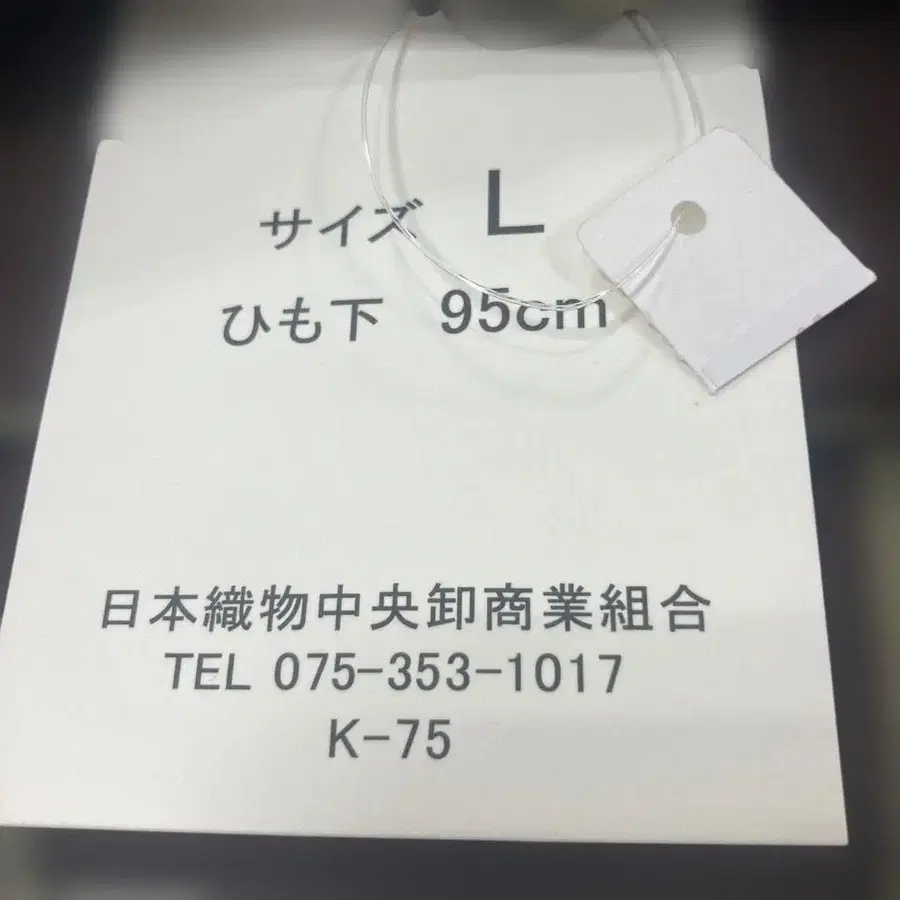 サイズ L
ひも下 95cm
日本織物中央卸商業組合
TEL 075-353-1017
K-75